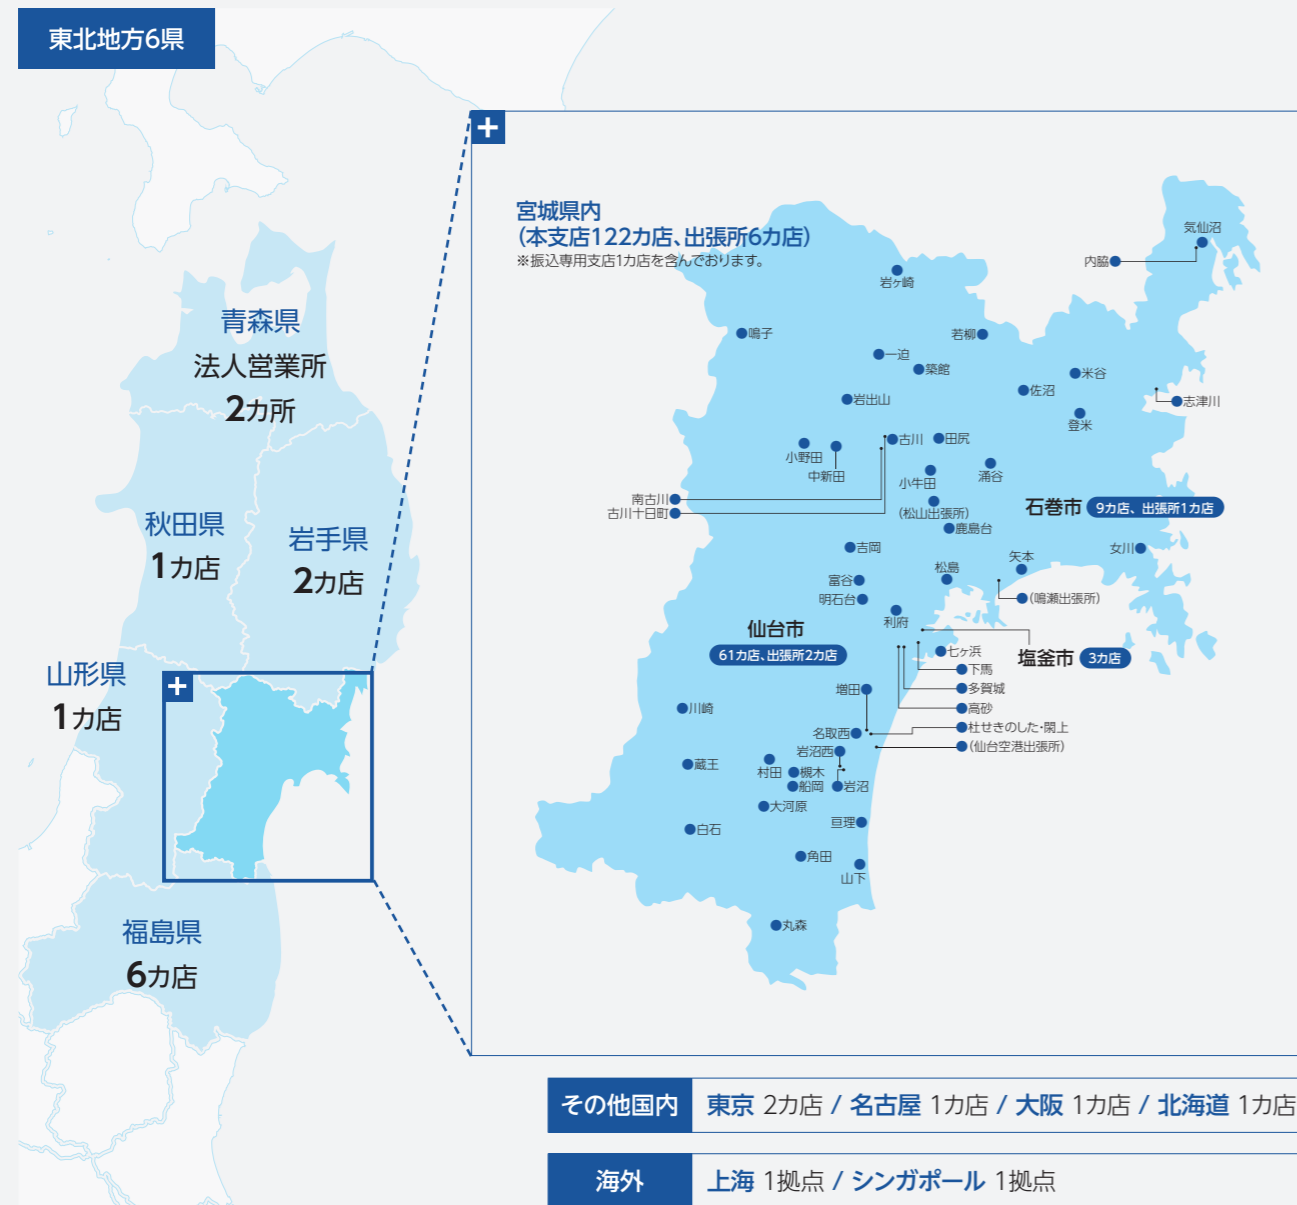 東北地方6県
青森県
法人営業所
2カ所
秋田県
1カ店
岩手県
2カ店
山形県
1カ店
福島県
6カ店
宮城県内
(本支店122カ店、出張所6カ店)
※振込専用支店1カ店を含んでおります。
気仙沼
内脇
岩ヶ崎
鳴子
若柳
一迫
築館
米谷
佐沼
志津川
岩出山
登米
古川
田尻
小野田
中新田
小牛田
涌谷
南古川
古川十日町
(松山出張所)
石巻市 9カ店、出張所1カ店
鹿島台
吉岡
女川
矢本
松島
富谷
明石台
(鳴瀬出張所)
利府
仙台市
61カ店、出張所2カ店
七ヶ浜
塩釜市 3カ店
下馬
多賀城
増田
川崎
高砂
杜せきのした・閖上
名取西
(仙台空港出張所)
岩沼西
蔵王
村田
槻木
船岡
岩沼
大河原
亘理
白石
角田
山下
丸森
その他国内 東京 2カ店 / 名古屋 1カ店 / 大阪 1カ店 / 北海道 1カ店
海外 上海 1拠点 / シンガポール 1拠点